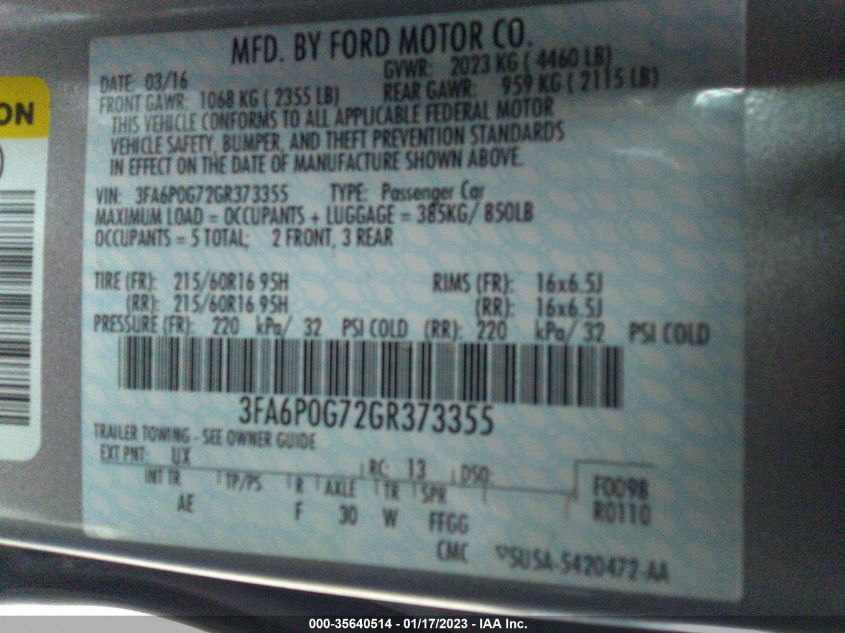 MFD. BY FORD MOTOR CO.
DATE: 03/16 GVWR: 2023 KG ( 4460 LB)
FRONT GAWR: 1068 KG ( 2355 LB) REAR GAWR: 959 KG ( 2115 LB)
THIS VEHICLE CONFORMS TO ALL APPLICABLE FEDERAL MOTOR
VEHICLE SAFETY, BUMPER, AND THEFT PREVENTION STANDARDS
IN EFFECT ON THE DATE OF MANUFACTURE SHOWN ABOVE.
VIN: 3FA6P0G72GR373355 TYPE: Passenger Car
MAXIMUM LOAD = OCCUPANTS + LUGGAGE = 385KG/ 850LB
OCCUPANTS = 5 TOTAL; 2 FRONT, 3 REAR
TIRE (FR): 215/60R16 95H RIMS (FR): 16x6.5J
(RR): 215/60R16 95H (RR): 16x6.5J
PRESSURE (FR): 220 kPa/ 32 PSI COLD (RR): 220 kPa/ 32 PSI COLD
3FA6P0G72GR373355
TRAILER TOWING - SEE OWNER GUIDE
EXT PNT: UX RC: 13 DSO:
INT TR TP/PS R AXLE TR SPR F009B
AE F 30 W FFGG R0110
CMC 5U5A-5420472-AA
ON
000-35640514 - 01/17/2023 - IAA Inc.